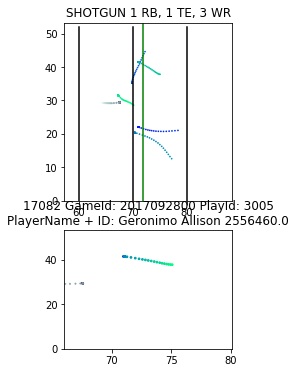 SHOTGUN 1 RB, 1 TE, 3 WR
50
40
30
20
10
0
60 70 80
17082 GameId: 2017092800 PlayId: 3005
PlayerName + ID: Geronimo Allison 2556460.0
40
20
0
70 75 80